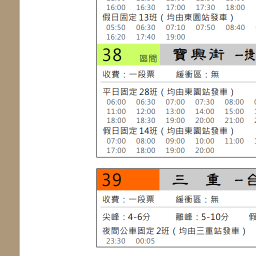 16:00 16:30 17:00 17:30 18:00
假日固定13班 ( 均由東園站發車 )
05:50 06:30 07:10 07:50 08:40
16:20 17:40 19:00
38 區間 寶興街 -捷
收費：一段票 緩衝區：無
平日固定28班 ( 均由東園站發車 )
06:00 06:30 07:00 07:30 08:00
11:00 12:00 13:00 14:00 15:00
18:00 18:30 19:00 20:00 21:00
假日固定14班 ( 均由東園站發車 )
07:00 08:00 09:00 10:00 11:00
17:00 18:00 19:00 20:00
39 三 重 -台
收費：一段票 緩衝區：無
尖峰：4-6分 離峰：5-10分 假
夜間公車固定2班 ( 均由三重站發車 )
23:30 00:05